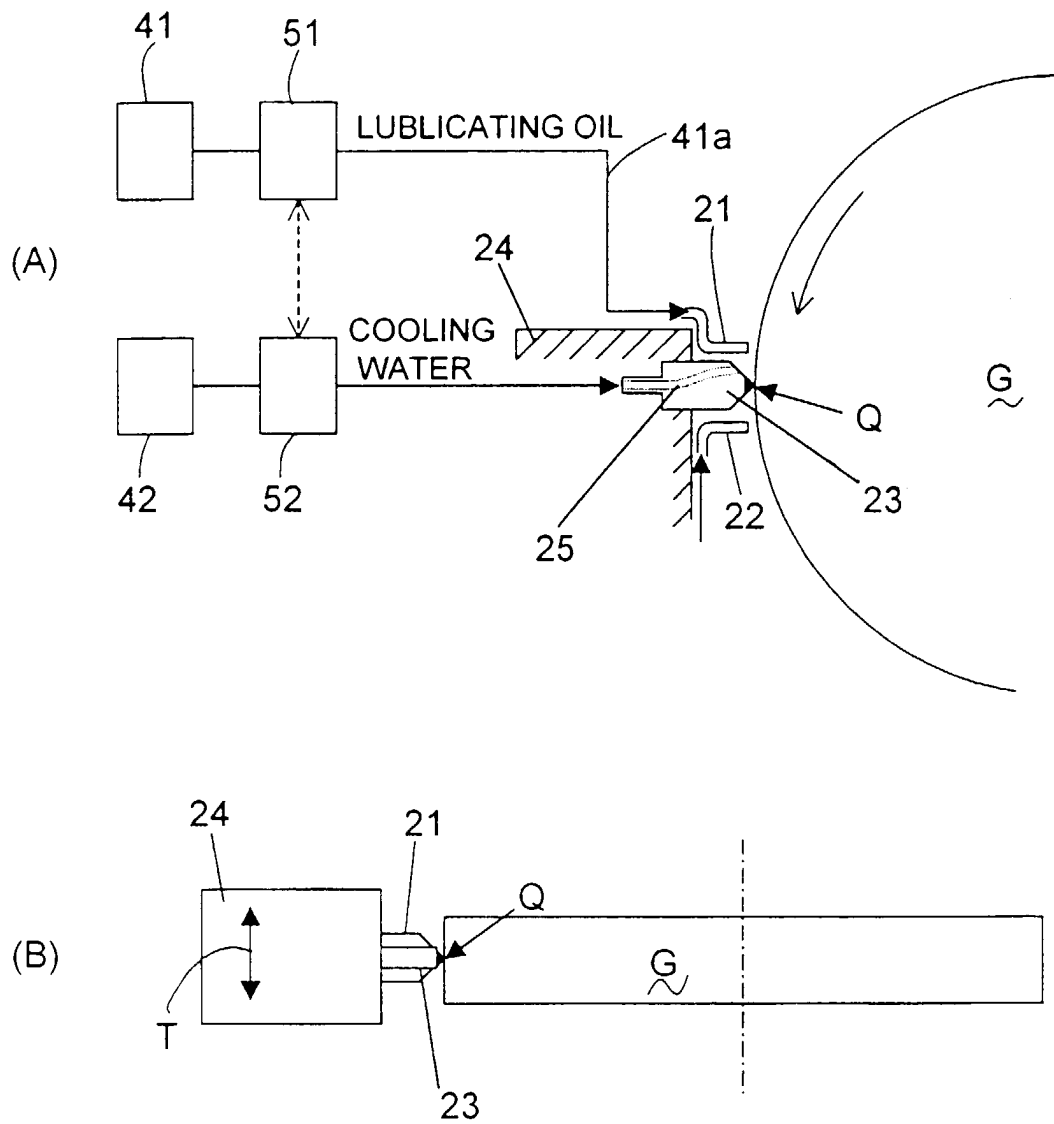 41
51
LUBLICATING OIL
41a
21
24
(A)
COOLING
WATER
G
Q
42
52
25
22
23
24
21
Q
(B)
G
T
23